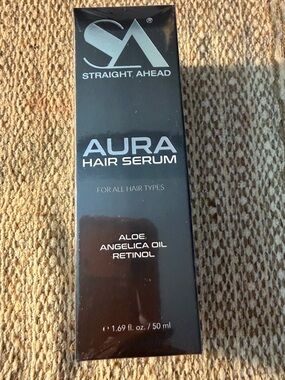 SA®
STRAIGHT AHEAD
AURA
HAIR SERUM
FOR ALL HAIR TYPES
ALOE
ANGELICA OIL
RETINOL
℮ 1.69 fl. oz. / 50 ml